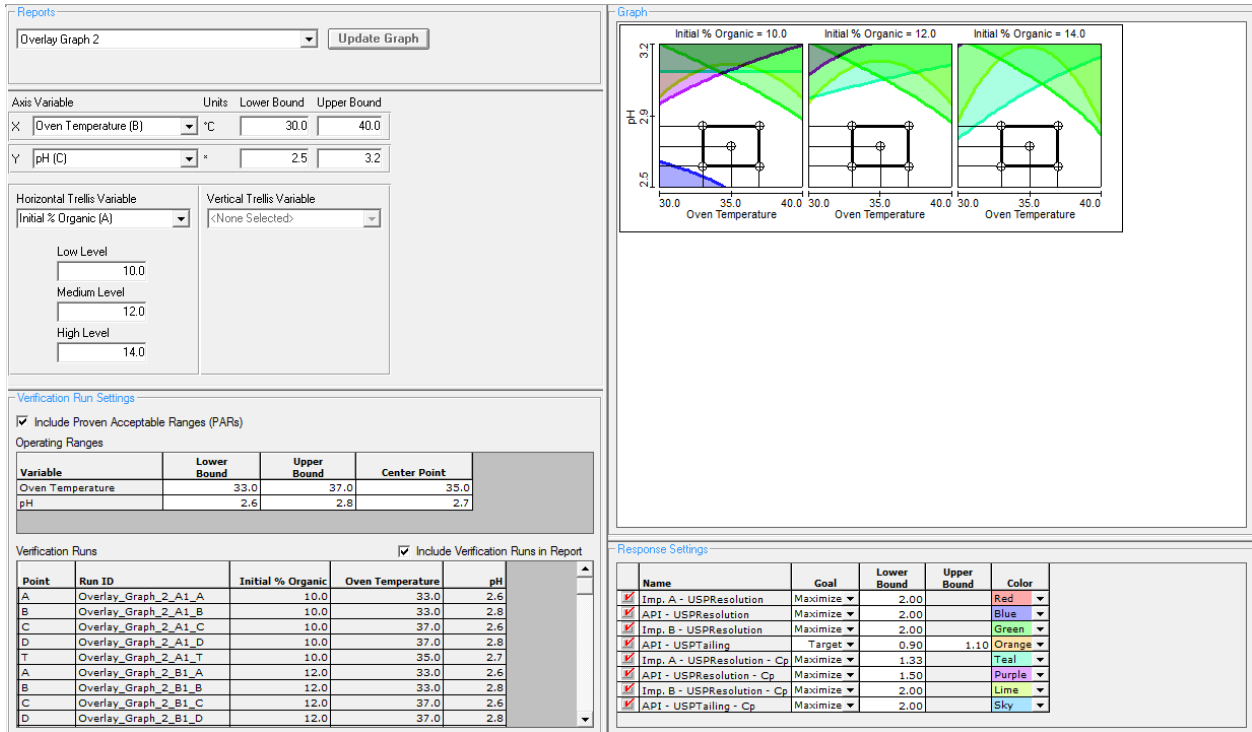 Reports
Overlay Graph 2
Update Graph
Axis Variable Units Lower Bound Upper Bound
X Oven Temperature (B) °C 30.0 40.0
Y pH (C) * 2.5 3.2
Horizontal Trellis Variable
Initial % Organic (A)
Low Level
10.0
Medium Level
12.0
High Level
14.0
Vertical Trellis Variable
<None Selected>
Verification Run Settings
Include Proven Acceptable Ranges (PARs)
Operating Ranges
Variable Lower Bound Upper Bound Center Point
Oven Temperature 33.0 37.0 35.0
pH 2.6 2.8 2.7
Verification Runs
Include Verification Runs in Report
Point Run ID Initial % Organic Oven Temperature pH
A Overlay_Graph_2_A1_A 10.0 33.0 2.6
B Overlay_Graph_2_A1_B 10.0 33.0 2.8
C Overlay_Graph_2_A1_C 10.0 37.0 2.6
D Overlay_Graph_2_A1_D 10.0 37.0 2.8
T Overlay_Graph_2_A1_T 10.0 35.0 2.7
A Overlay_Graph_2_B1_A 12.0 33.0 2.6
B Overlay_Graph_2_B1_B 12.0 33.0 2.8
C Overlay_Graph_2_B1_C 12.0 37.0 2.6
D Overlay_Graph_2_B1_D 12.0 37.0 2.8
Graph
Initial % Organic = 10.0 Initial % Organic = 12.0 Initial % Organic = 14.0
3.2
pH
2.9
2.5
30.0 35.0 40.0 30.0 35.0 40.0 30.0 35.0 40.0
Oven Temperature Oven Temperature Oven Temperature
Response Settings
Name Goal Lower Bound Upper Bound Color
Imp. A - USPResolution Maximize 2.00 Red
API - USPResolution Maximize 2.00 Blue
Imp. B - USPResolution Maximize 2.00 Green
API - USPTailing Target 0.90 1.10 Orange
Imp. A - USPResolution - Cp Maximize 1.33 Teal
API - USPResolution - Cp Maximize 1.50 Purple
Imp. B - USPResolution - Cp Maximize 2.00 Lime
API - USPTailing - Cp Maximize 2.00 Sky